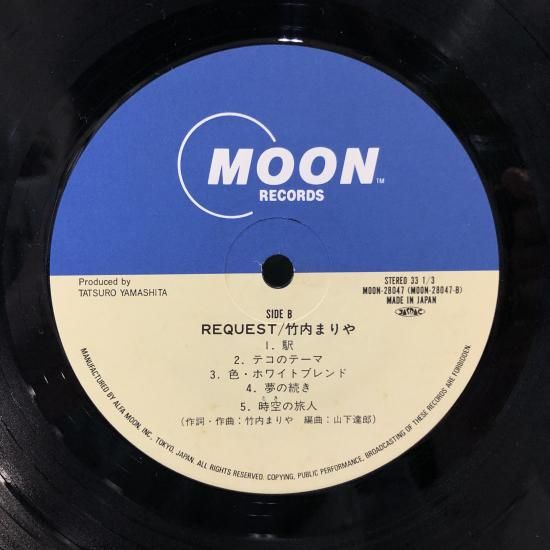 MOON™
RECORDS
Produced by
TATSURO YAMASHITA
STEREO 33 1/3
MOON-28047 (MOON-28047-B)
MADE IN JAPAN
JASRAC
SIDE B
REQUEST/竹内まりや
1. 駅
2. テコのテーマ
3. 色・ホワイトブレンド
4. 夢の続き
とき
5. 時空の旅人
(作詞・作曲:竹内まりや 編曲:山下達郎)
MANUFACTURED BY ALFA MOON, INC., TOKYO, JAPAN. ALL RIGHTS RESERVED. COPYING, PUBLIC PERFORMANCE, BROADCASTING OF THESE RECORDS ARE FORBIDDEN.